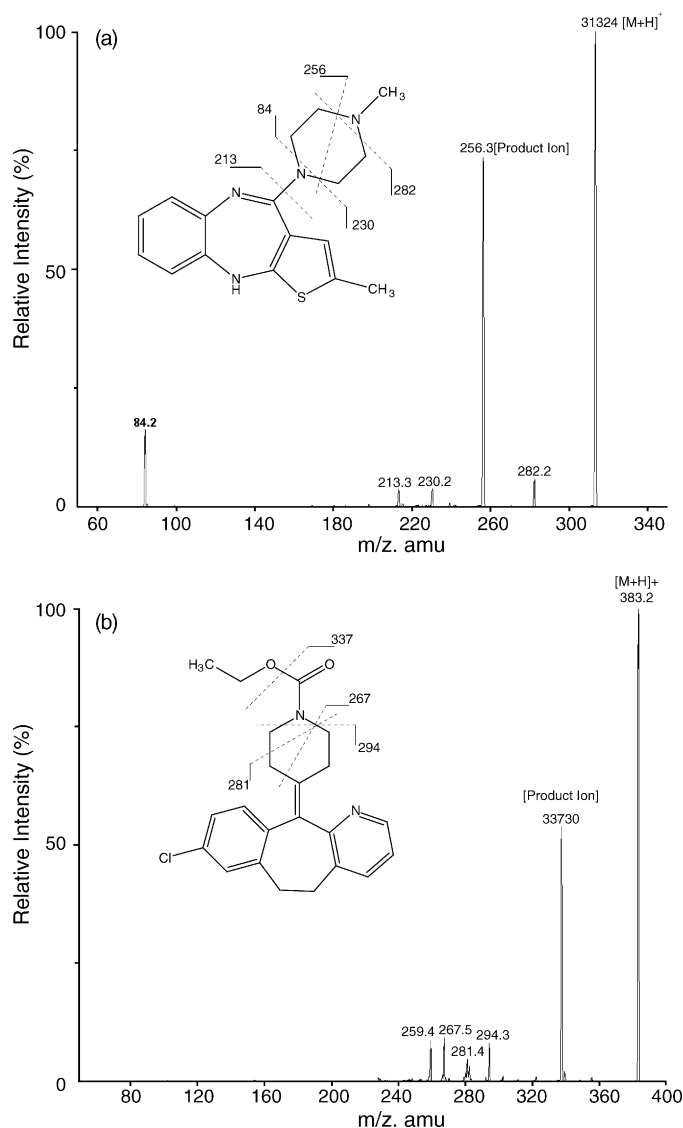 100
(a)
31324 [M+H]+
256
CH3
84
N
256.3[Product Ion]
213
N
282
N
230
N
H
S
CH3
50
Relative Intensity (%)
84.2
213.3
230.2
282.2
0
60
100
140
180
220
260
300
340
m/z. amu
[M+H]+
383.2
100
(b)
337
H3C
O
O
267
N
294
281
[Product Ion]
33730
N
Cl
50
Relative Intensity (%)
259.4
267.5
281.4
294.3
0
80
120
160
200
240
280
320
360
400
m/z. amu